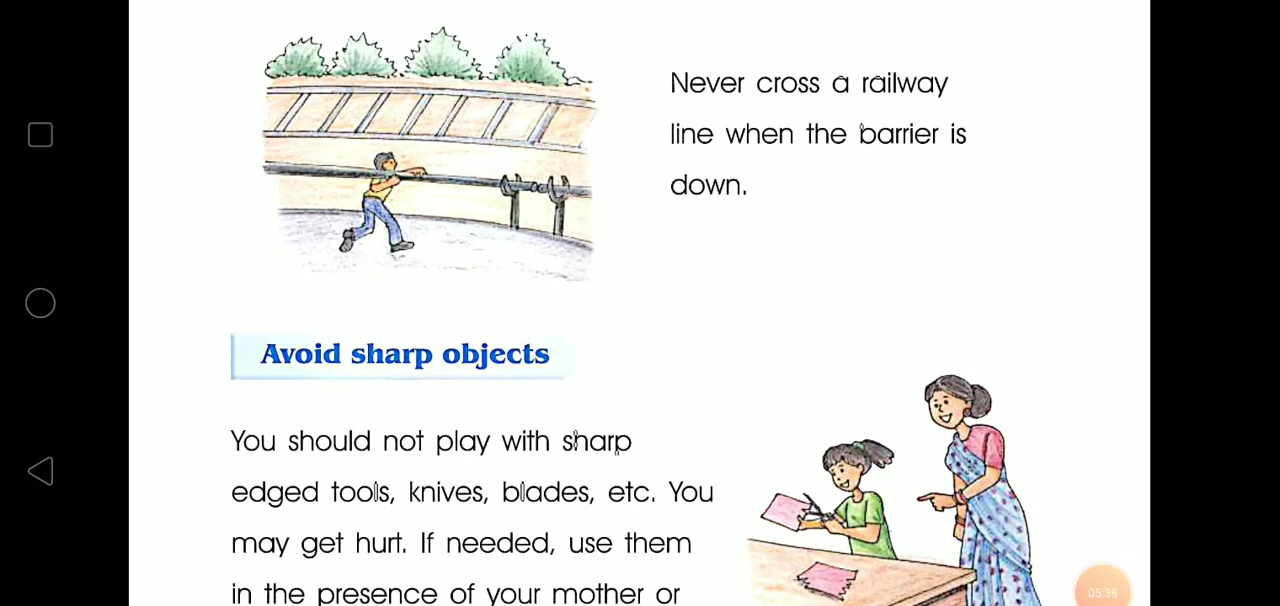 Never cross a railway
line when the barrier is
down.
Avoid sharp objects
You should not play with sharp
edged tools, knives, blades, etc. You
may get hurt. If needed, use them
in the presence of your mother or
05:39